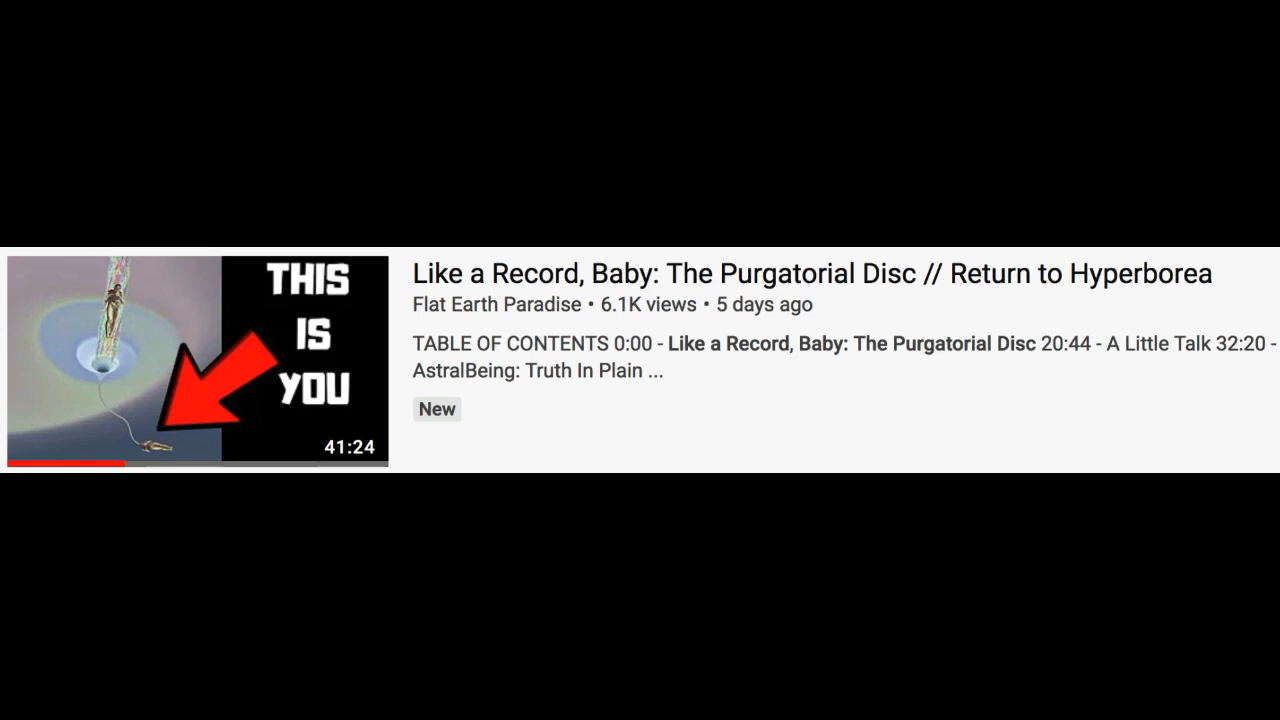 THIS
IS
YOU
41:24
Like a Record, Baby: The Purgatorial Disc // Return to Hyperborea
Flat Earth Paradise • 6.1K views • 5 days ago
TABLE OF CONTENTS 0:00 - Like a Record, Baby: The Purgatorial Disc 20:44 - A Little Talk 32:20 -
AstralBeing: Truth In Plain ...
New